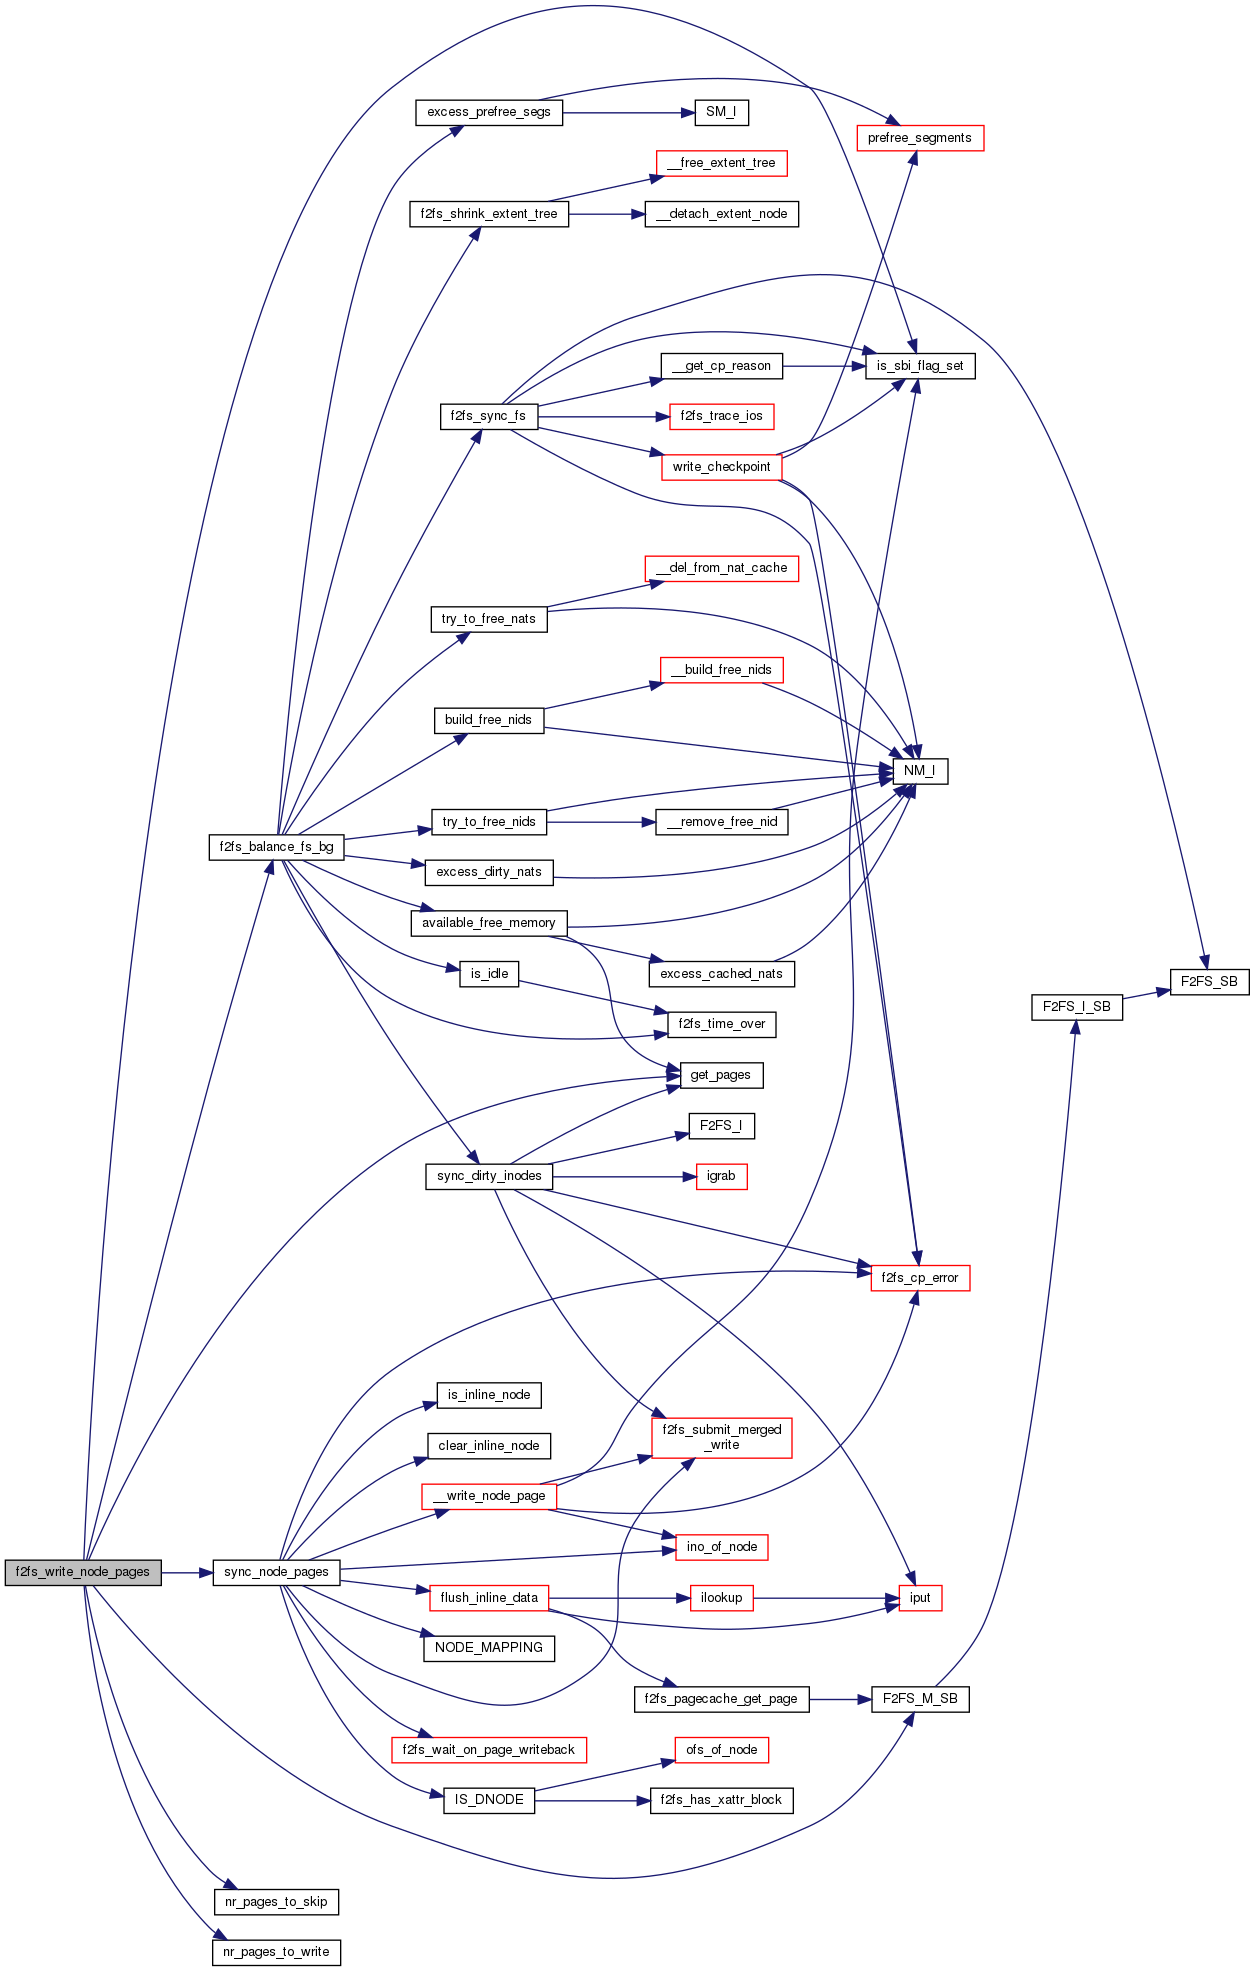 excess_prefree_segs
SM_I
prefree_segments
__free_extent_tree
f2fs_shrink_extent_tree
__detach_extent_node
__get_cp_reason
is_sbi_flag_set
f2fs_sync_fs
f2fs_trace_ios
write_checkpoint
__del_from_nat_cache
try_to_free_nats
__build_free_nids
build_free_nids
NM_I
try_to_free_nids
__remove_free_nid
f2fs_balance_fs_bg
excess_dirty_nats
available_free_memory
is_idle
excess_cached_nats
F2FS_SB
F2FS_I_SB
f2fs_time_over
get_pages
F2FS_I
sync_dirty_inodes
igrab
f2fs_cp_error
is_inline_node
f2fs_submit_merged
_write
clear_inline_node
__write_node_page
ino_of_node
f2fs_write_node_pages
sync_node_pages
flush_inline_data
ilookup
iput
NODE_MAPPING
f2fs_pagecache_get_page
F2FS_M_SB
f2fs_wait_on_page_writeback
ofs_of_node
IS_DNODE
f2fs_has_xattr_block
nr_pages_to_skip
nr_pages_to_write